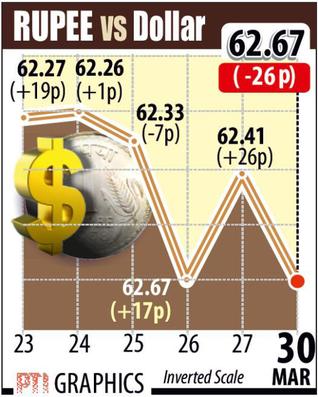 RUPEE vs Dollar
62.67
(-26p)
62.27
(+19p)
62.26
(+1p)
62.33
(-7p)
62.41
(+26p)
62.67
(+17p)
23 24 25 26 27 30
MAR
PTI GRAPHICS
Inverted Scale